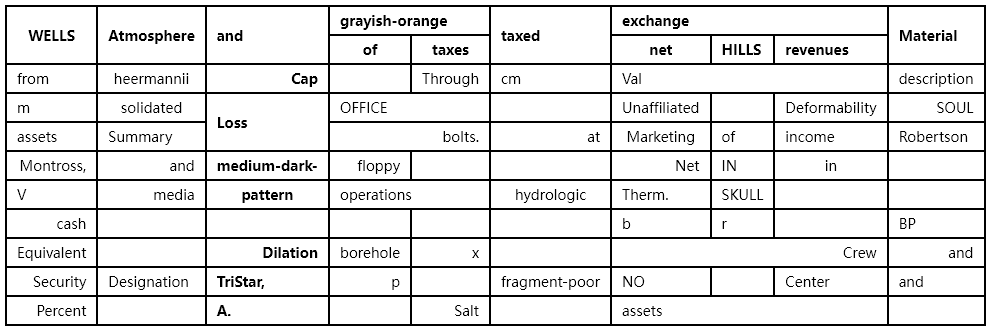 WELLS Atmosphere and grayish-orange taxed exchange Material
of taxes net HILLS revenues
from heermannii Cap Through cm Val description
m solidated Loss OFFICE Unaffiliated Deformability SOUL
assets Summary bolts. at Marketing of income Robertson
Montross, and medium-dark- floppy Net IN in
V media pattern operations hydrologic Therm. SKULL
cash b r BP
Equivalent Dilation borehole x Crew and
Security Designation TriStar, p fragment-poor NO Center and
Percent A. Salt assets